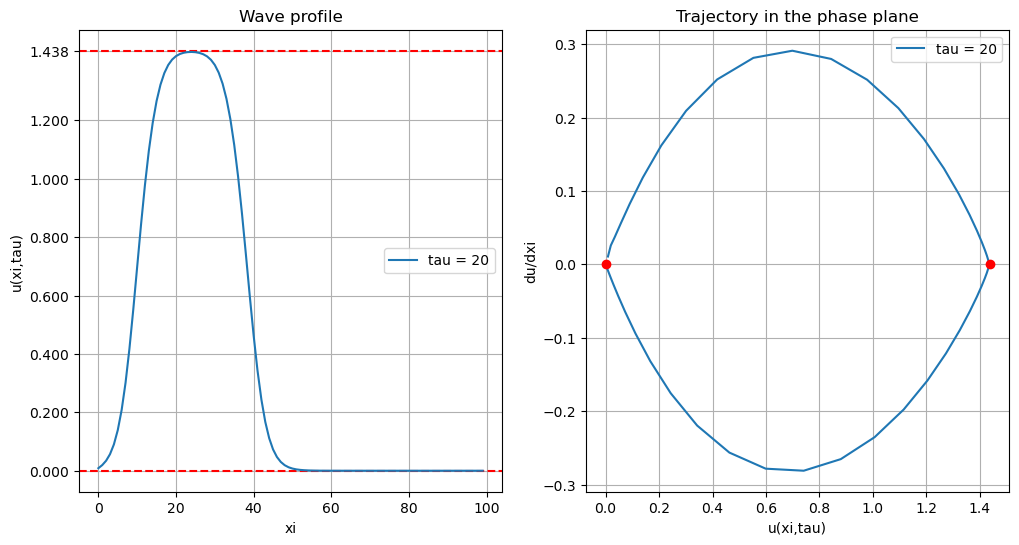 Wave profile
1.438
1.200
1.000
0.800
0.600
0.400
0.200
0.000
u(xi,tau)
tau = 20
0 20 40 60 80 100
xi
Trajectory in the phase plane
tau = 20
0.3
0.2
0.1
0.0
−0.1
−0.2
−0.3
du/dxi
0.0 0.2 0.4 0.6 0.8 1.0 1.2 1.4
u(xi,tau)